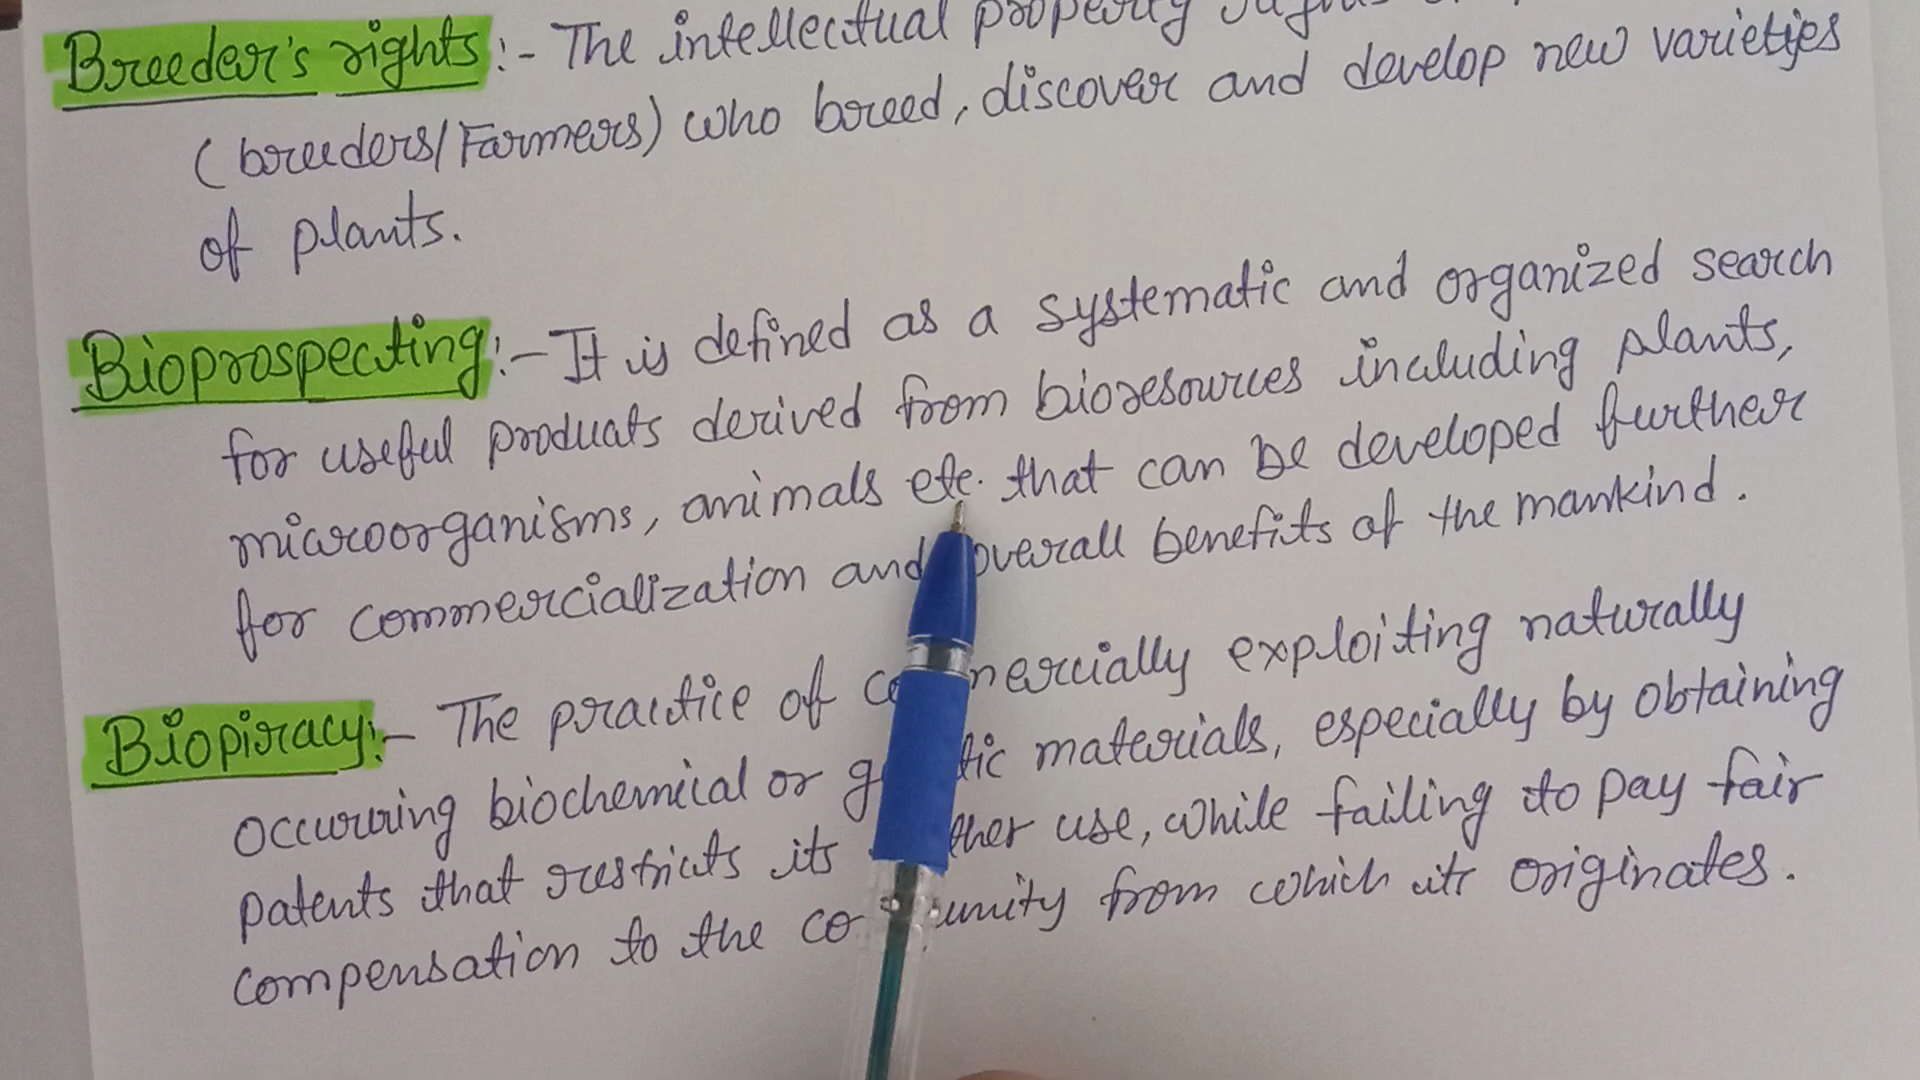 Breeder's rights:- The intellectual property
(breeders/Farmers) who breed, discover and develop new varieties
of plants.
Bioprospecting:- It is defined as a systematic and organized search
for useful products derived from bioresources including plants,
microorganisms, animals etc. that can be developed further
for commercialization and overall benefits of the mankind.
Biopiracy:- The practice of commercially exploiting naturally
occurring biochemical or genetic materials, especially by obtaining
patents that restricts its use, while failing to pay fair
compensation to the community from which its originates.